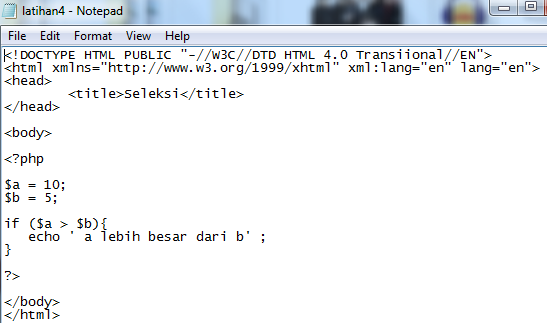 latihan4 - Notepad
File Edit Format View Help
<!DOCTYPE HTML PUBLIC "-//W3C//DTD HTML 4.0 Transiional//EN">
<html xmlns="http://www.w3.org/1999/xhtml" xml:lang="en" lang="en">
<head>
        <title>Seleksi</title>
</head>

<body>

<?php

$a = 10;
$b = 5;

if ($a > $b){
   echo ' a lebih besar dari b' ;
}

?>

</body>
</html>